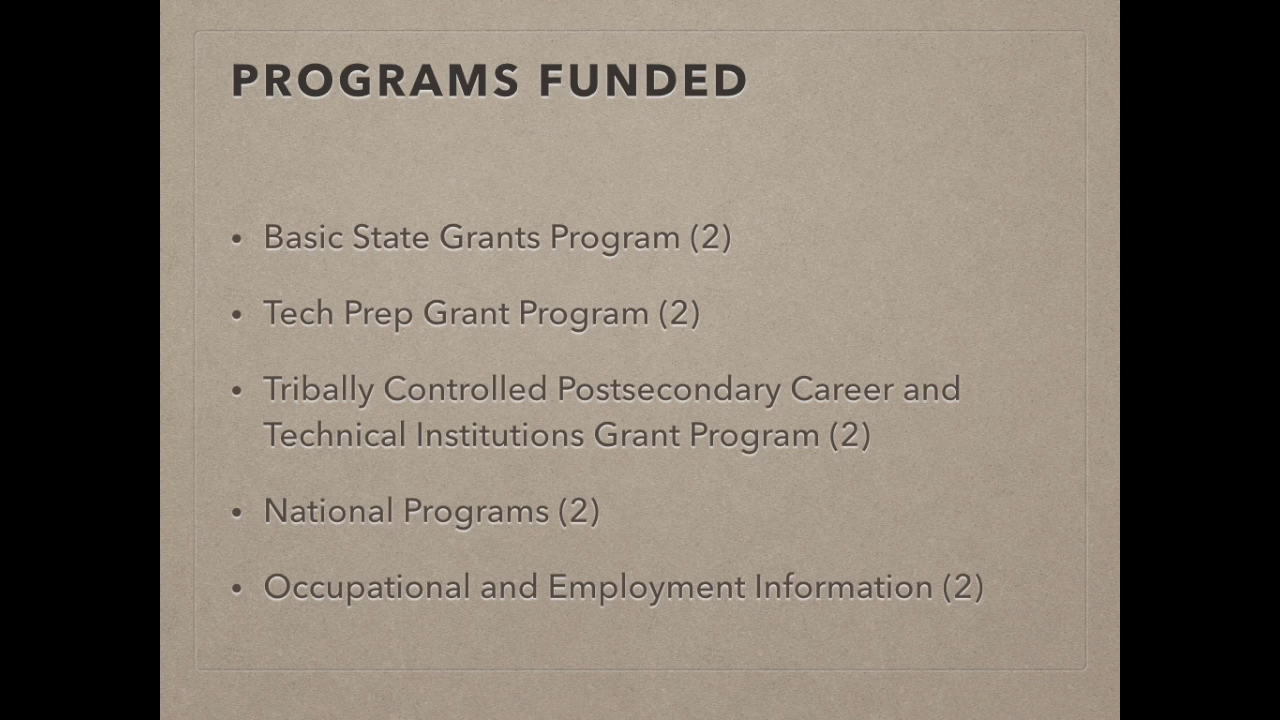 PROGRAMS FUNDED
• Basic State Grants Program (2)
• Tech Prep Grant Program (2)
• Tribally Controlled Postsecondary Career and
Technical Institutions Grant Program (2)
• National Programs (2)
• Occupational and Employment Information (2)